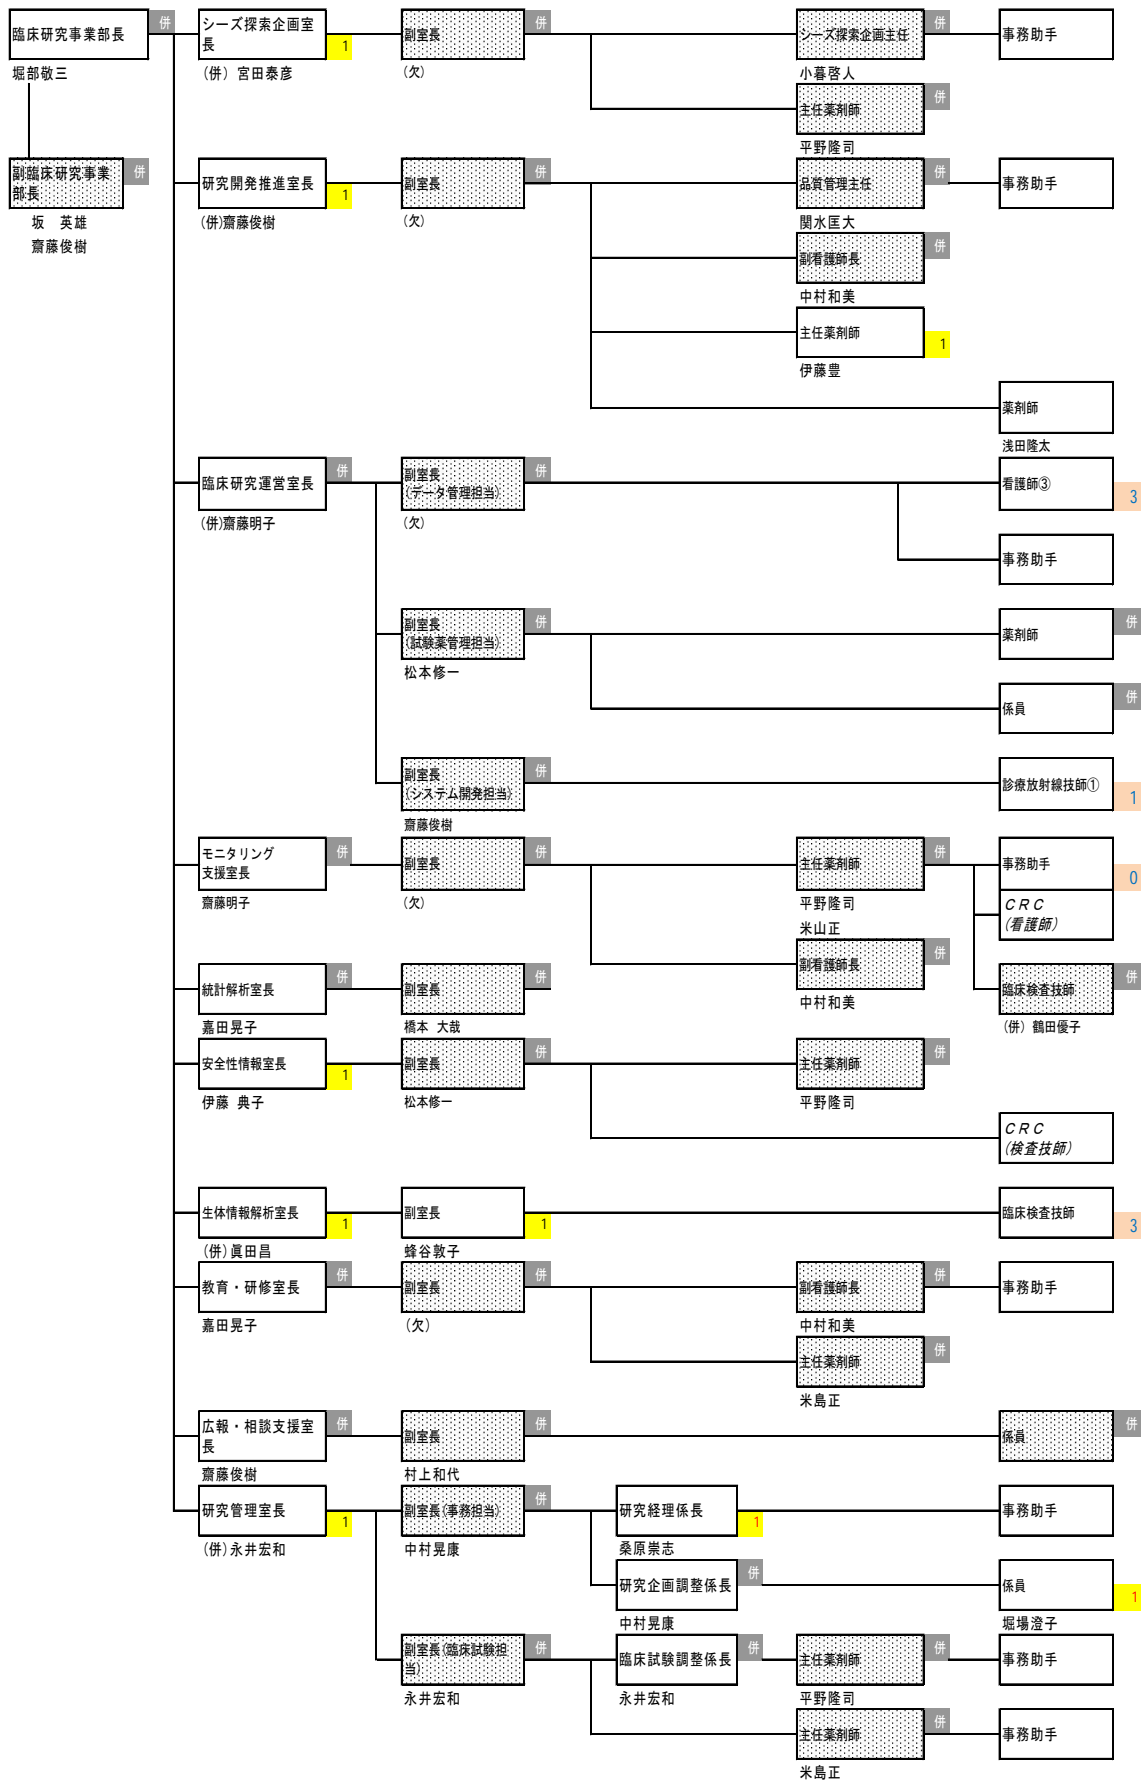 臨床研究事業部長
併
堀部敬三
副臨床研究事業
部長
併
坂 英雄
齋藤俊樹
シーズ探索企画室
長
1
(併) 宮田泰彦
副室長
併
(欠)
シーズ探索企画主任
併
小暮啓人
事務助手
主任薬剤師
併
平野隆司
研究開発推進室長
1
(併)齋藤俊樹
副室長
併
(欠)
品質管理主任
併
関水匡大
事務助手
副看護師長
併
中村和美
主任薬剤師
1
伊藤豊
薬剤師
浅田隆太
臨床研究運営室長
併
(併)齋藤明子
副室長
(データ管理担当)
併
(欠)
看護師③
3
事務助手
副室長
(試験薬管理担当)
併
松本修一
薬剤師
併
係員
併
副室長
(システム開発担当)
併
齋藤俊樹
診療放射線技師①
1
モニタリング
支援室長
併
齋藤明子
副室長
併
(欠)
主任薬剤師
併
平野隆司
米山正
事務助手
0
ＣＲＣ
(看護師)
副看護師長
併
中村和美
臨床検査技師
併
(併) 鶴田優子
統計解析室長
併
嘉田晃子
副室長
併
橋本 大哉
安全性情報室長
1
伊藤 典子
副室長
併
松本修一
主任薬剤師
併
平野隆司
ＣＲＣ
(検査技師)
生体情報解析室長
1
(併)眞田昌
副室長
1
蜂谷敦子
臨床検査技師
3
教育・研修室長
併
嘉田晃子
副室長
併
(欠)
副看護師長
併
中村和美
事務助手
主任薬剤師
併
米島正
広報・相談支援室
長
併
齋藤俊樹
副室長
併
村上和代
係員
併
研究管理室長
1
(併)永井宏和
副室長(事務担当)
併
中村晃康
研究経理係長
1
桑原崇志
事務助手
研究企画調整係長
併
中村晃康
係員
1
堀場澄子
副室長(臨床試験担
当)
併
永井宏和
臨床試験調整係長
併
永井宏和
主任薬剤師
併
平野隆司
事務助手
主任薬剤師
併
米島正
事務助手